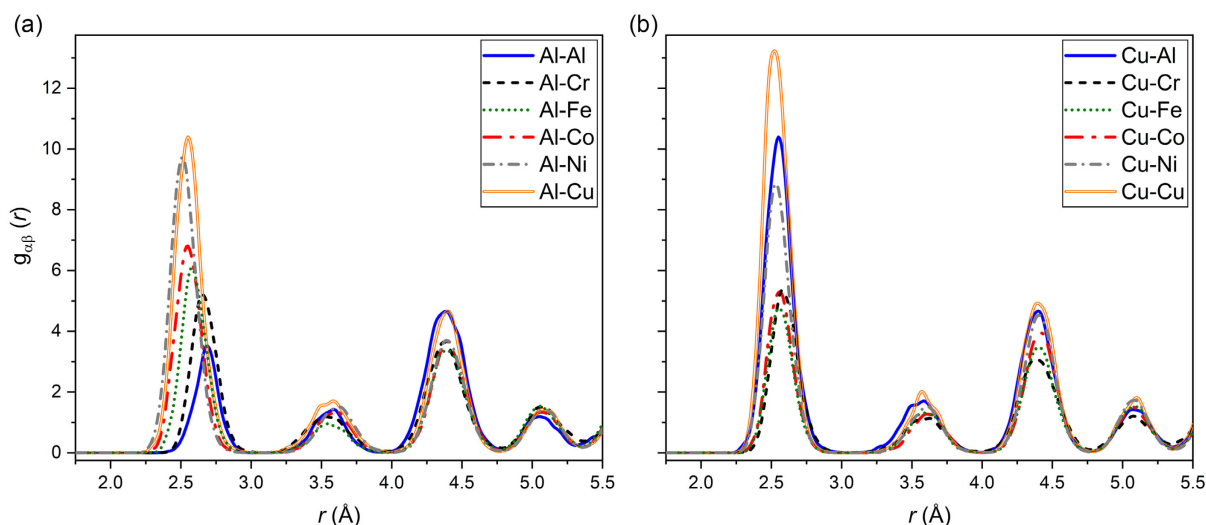 (a)
Al-Al
Al-Cr
Al-Fe
Al-Co
Al-Ni
Al-Cu
12
10
8
6
4
2
0
gαβ (r)
2.0 2.5 3.0 3.5 4.0 4.5 5.0 5.5
r (Å)
(b)
Cu-Al
Cu-Cr
Cu-Fe
Cu-Co
Cu-Ni
Cu-Cu
2.0 2.5 3.0 3.5 4.0 4.5 5.0 5.5
r (Å)